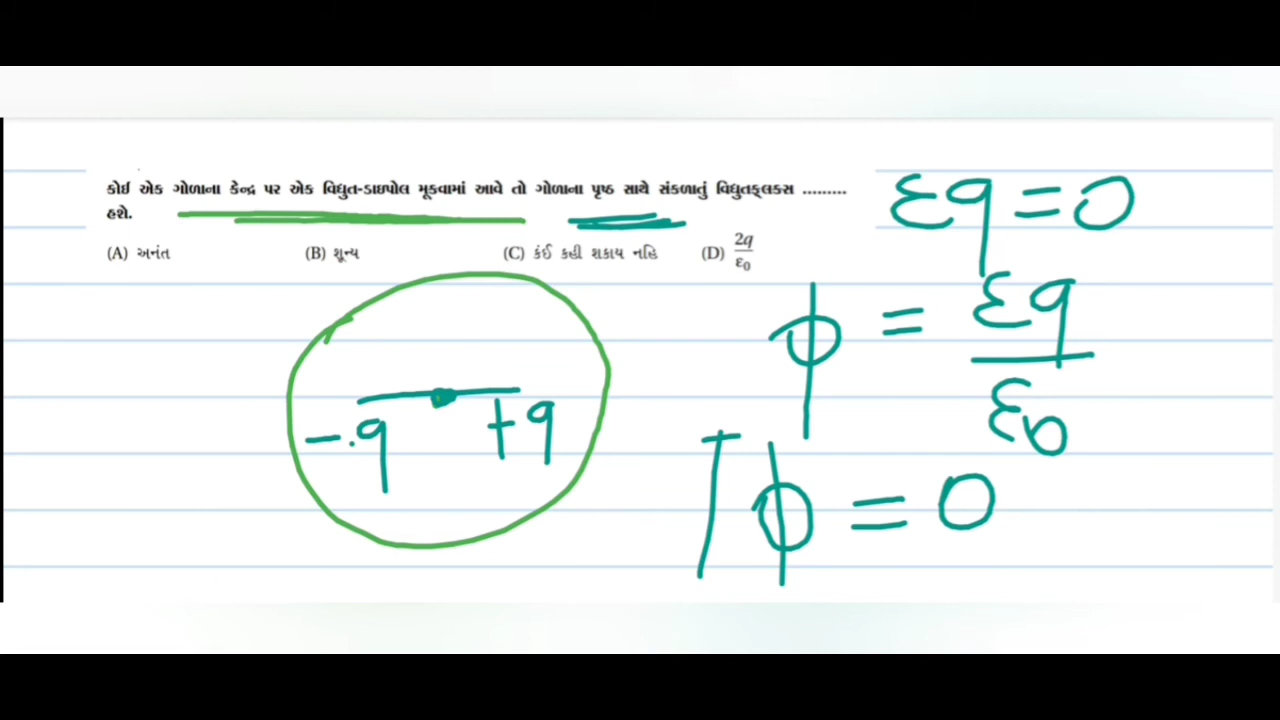 કોઈ એક ગોળાના કેન્દ્ર પર એક વિદ્યુત-ડાઇપોલ મૂકવામાં આવે તો ગોળાના પૃષ્ઠ સાથે સંકળાતું વિદ્યુતફ્લક્સ .........
હશે.
(A) અનંત (B) શૂન્ય (C) કંઈ કહી શકાય નહિ (D) 2q/ε₀
Σq = 0
ϕ = Σq/ε₀
-q +q
ϕ = 0